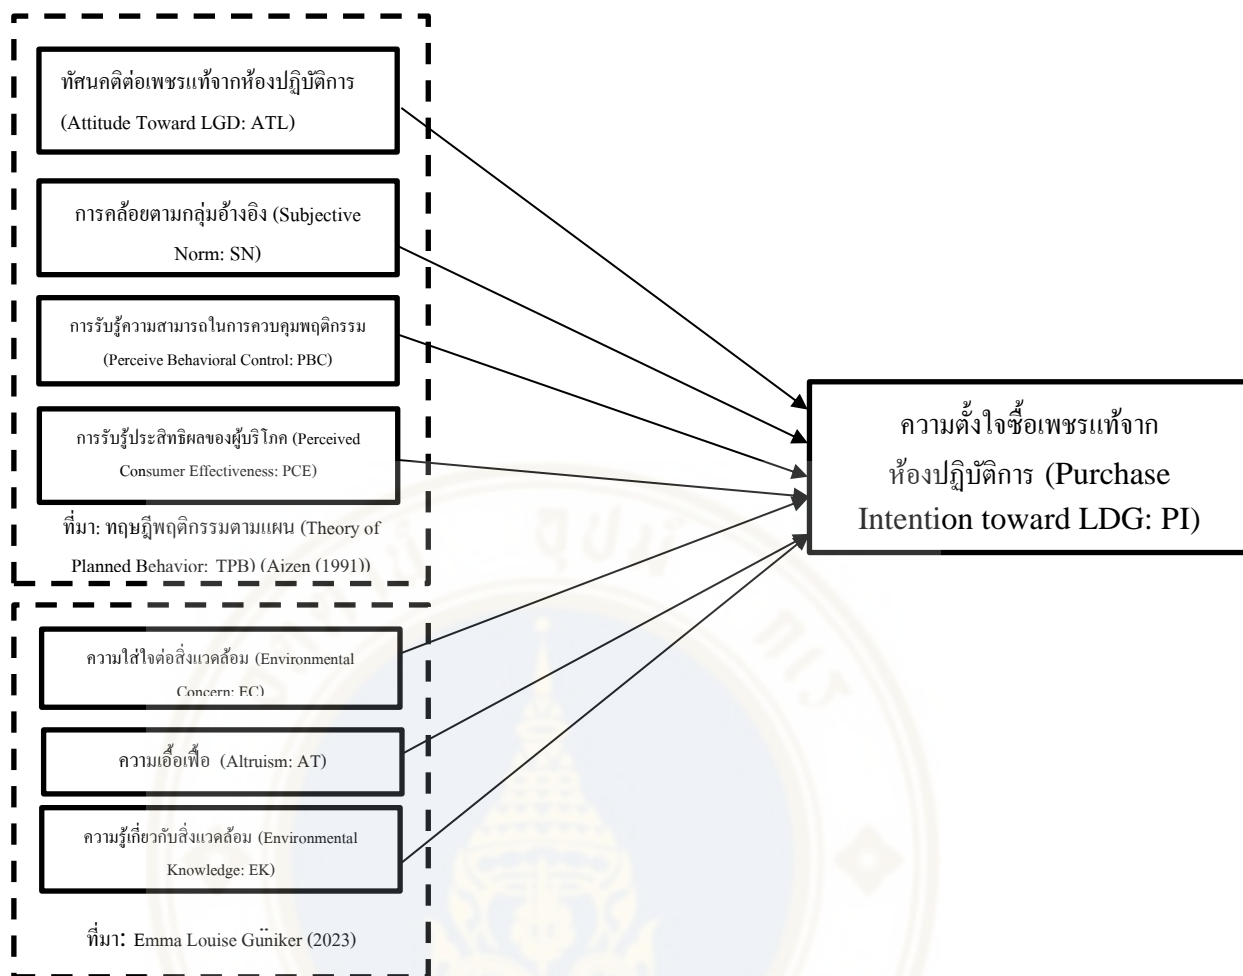 ทัศนคติต่อเพชรแท้จากห้องปฏิบัติการ
(Attitude Toward LGD: ATL)
การคล้อยตามกลุ่มอ้างอิง (Subjective
Norm: SN)
การรับรู้ความสามารถในการควบคุมพฤติกรรม
(Perceive Behavioral Control: PBC)
การรับรู้ประสิทธิผลของผู้บริโภค (Perceived
Consumer Effectiveness: PCE)
ที่มา: ทฤษฎีพฤติกรรมตามแผน (Theory of
Planned Behavior: TPB) (Aizen (1991))
ความใส่ใจต่อสิ่งแวดล้อม (Environmental
Concern: EC)
ความเอื้อเฟื้อ (Altruism: AT)
ความรู้เกี่ยวกับสิ่งแวดล้อม (Environmental
Knowledge: EK)
ที่มา: Emma Louise Gūniker (2023)
ความตั้งใจซื้อเพชรแท้จาก
ห้องปฏิบัติการ (Purchase
Intention toward LDG: PI)